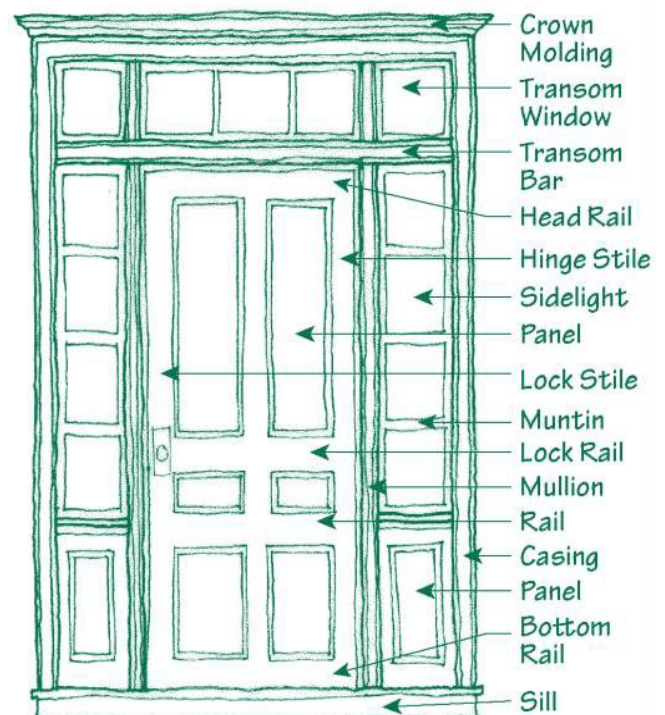 Crown
Molding
Transom
Window
Transom
Bar
Head Rail
Hinge Stile
Sidelight
Panel
Lock Stile
Muntin
Lock Rail
Mullion
Rail
Casing
Panel
Bottom
Rail
Sill